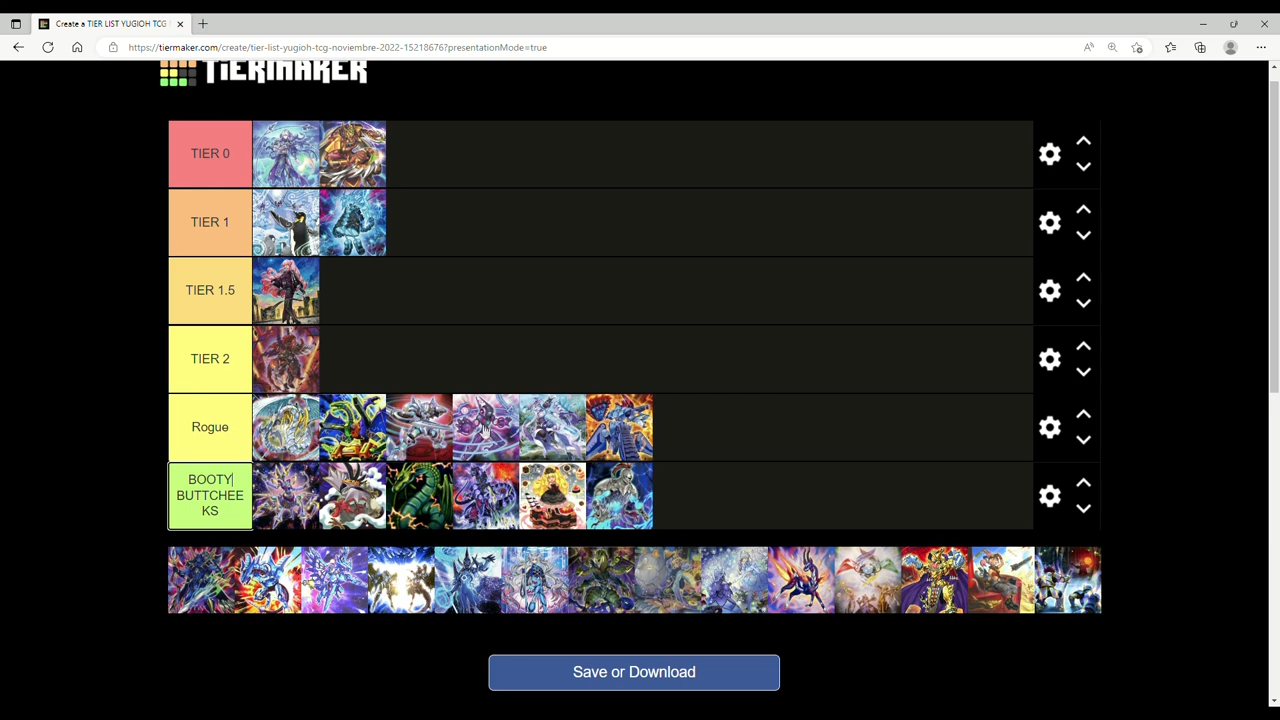 Create a TIER LIST YUGIOH TCG
https://tiermaker.com/create/tier-list-yugioh-tcg-noviembre-2022-15218676?presentationMode=true
TiERMAKER
TIER 0
TIER 1
TIER 1.5
TIER 2
Rogue
BOOTY
BUTTCHEE
KS
Save or Download